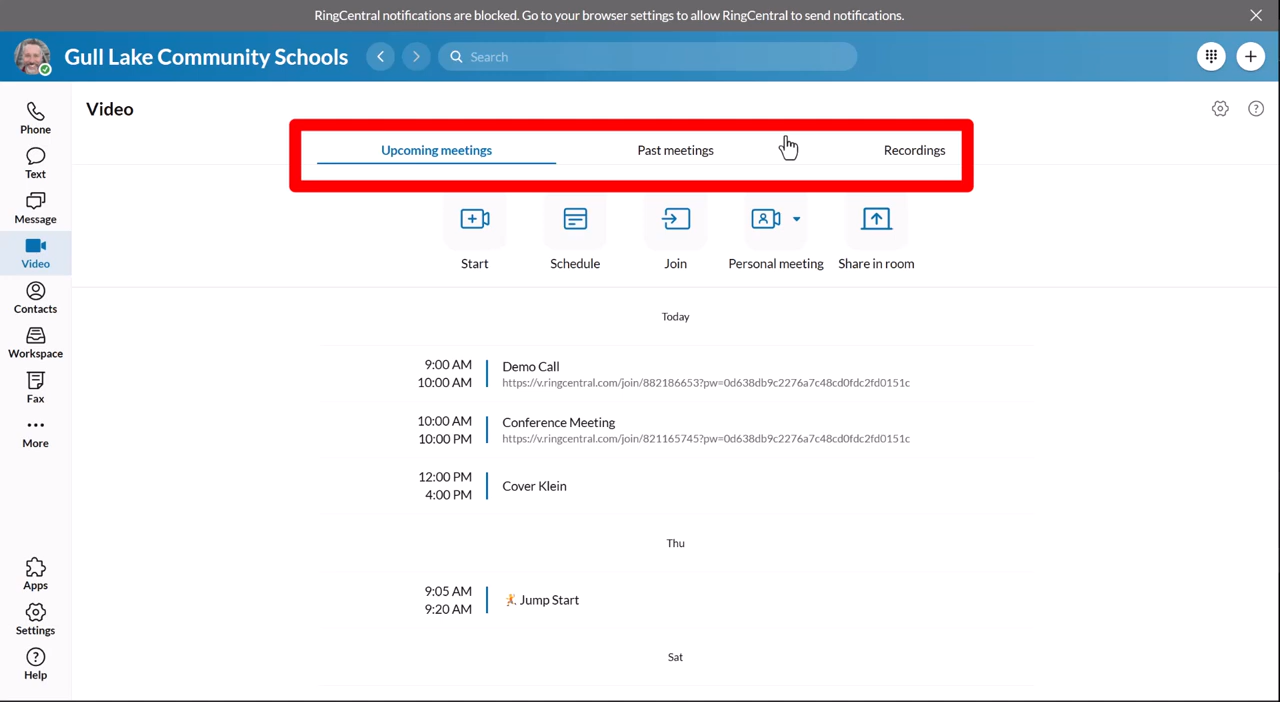 RingCentral notifications are blocked. Go to your browser settings to allow RingCentral to send notifications.
Gull Lake Community Schools
Search
Phone
Text
Message
Video
Contacts
Workspace
Fax
More
Apps
Settings
Help
Video
Upcoming meetings
Past meetings
Recordings
Start
Schedule
Join
Personal meeting
Share in room
Today
9:00 AM
10:00 AM
Demo Call
https://v.ringcentral.com/join/882186653?pw=0d638db9c2276a7c48cd0fdc2fd0151c
10:00 AM
10:00 PM
Conference Meeting
https://v.ringcentral.com/join/821165745?pw=0d638db9c2276a7c48cd0fdc2fd0151c
12:00 PM
4:00 PM
Cover Klein
Thu
9:05 AM
9:20 AM
Jump Start
Sat